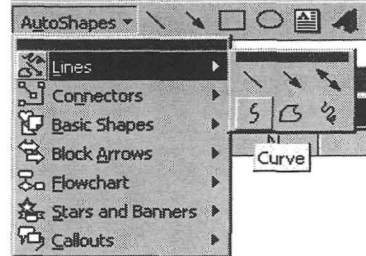 AutoShapes
Lines
Connectors
Basic Shapes
Block Arrows
Flowchart
Stars and Banners
Callouts
Curve